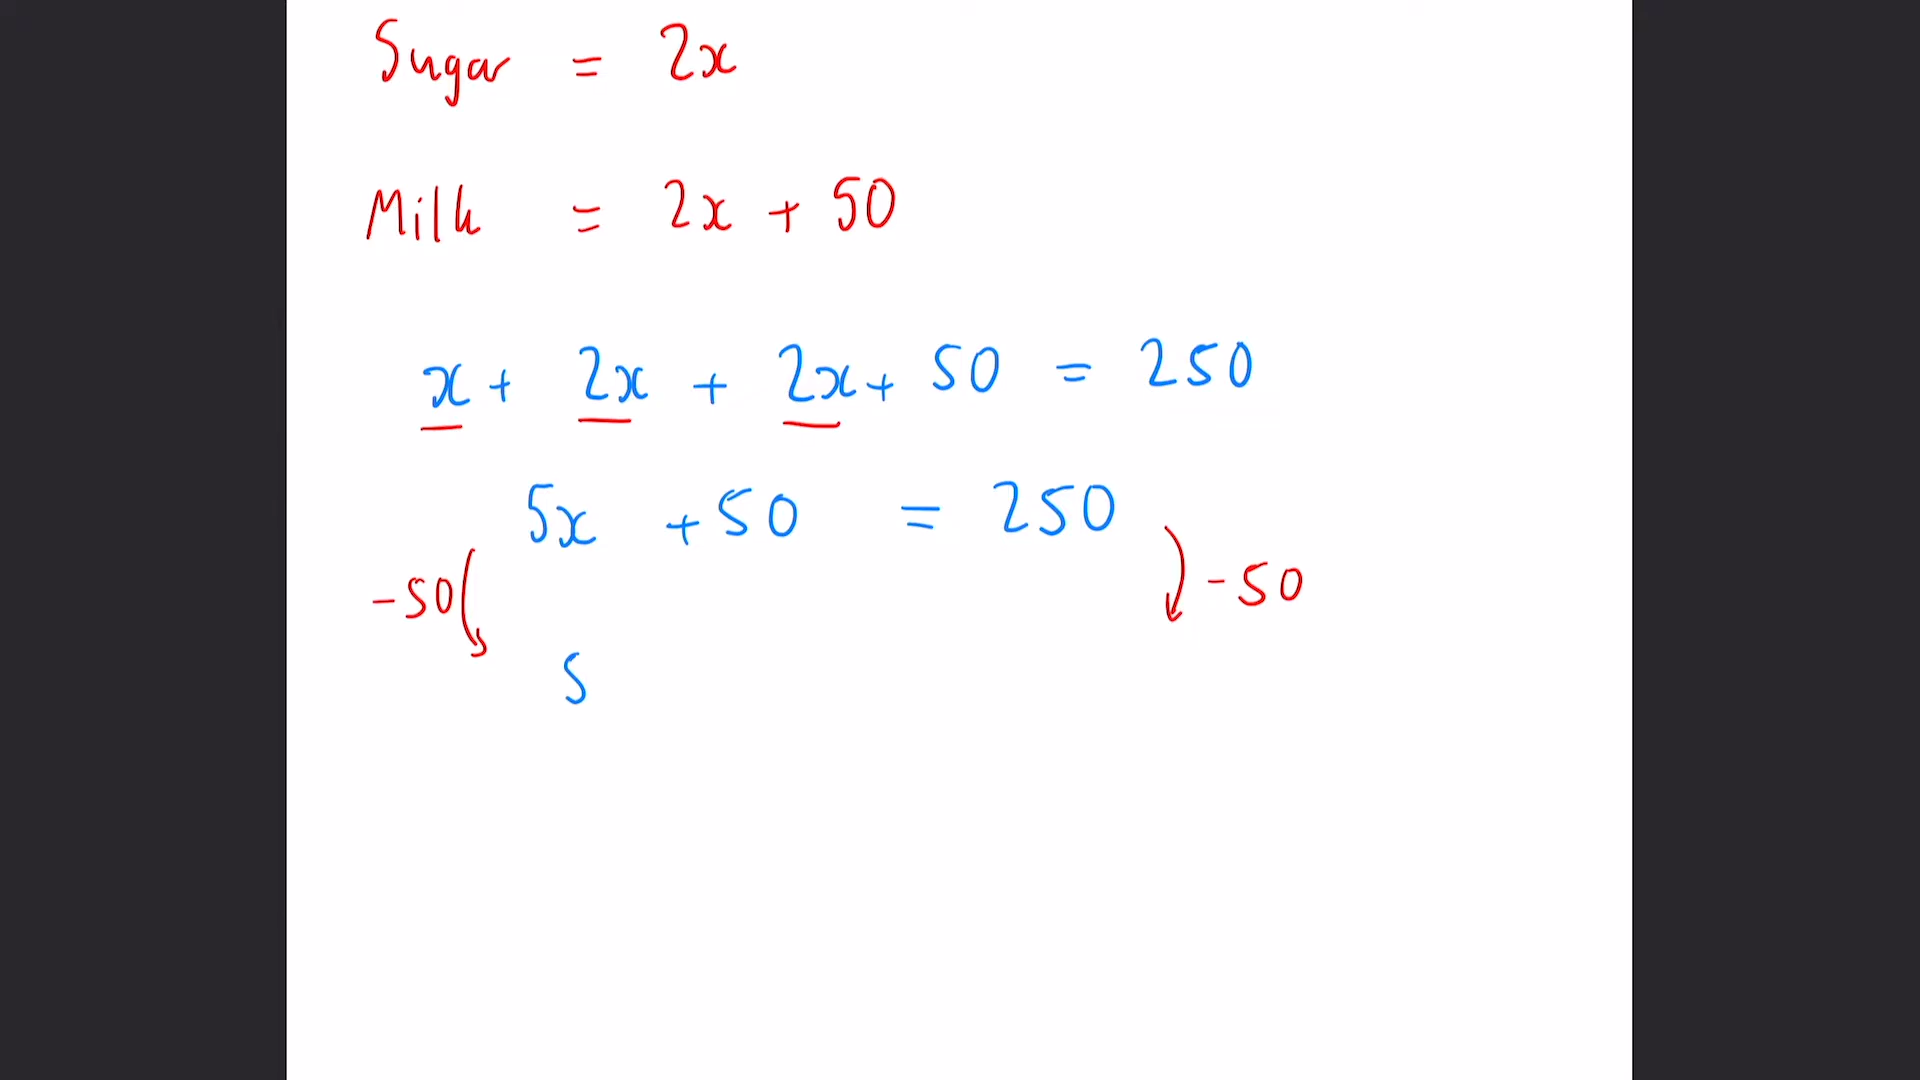 Sugar = 2x
Milk = 2x + 50
x + 2x + 2x + 50 = 250
5x + 50 = 250
-50 -50
5